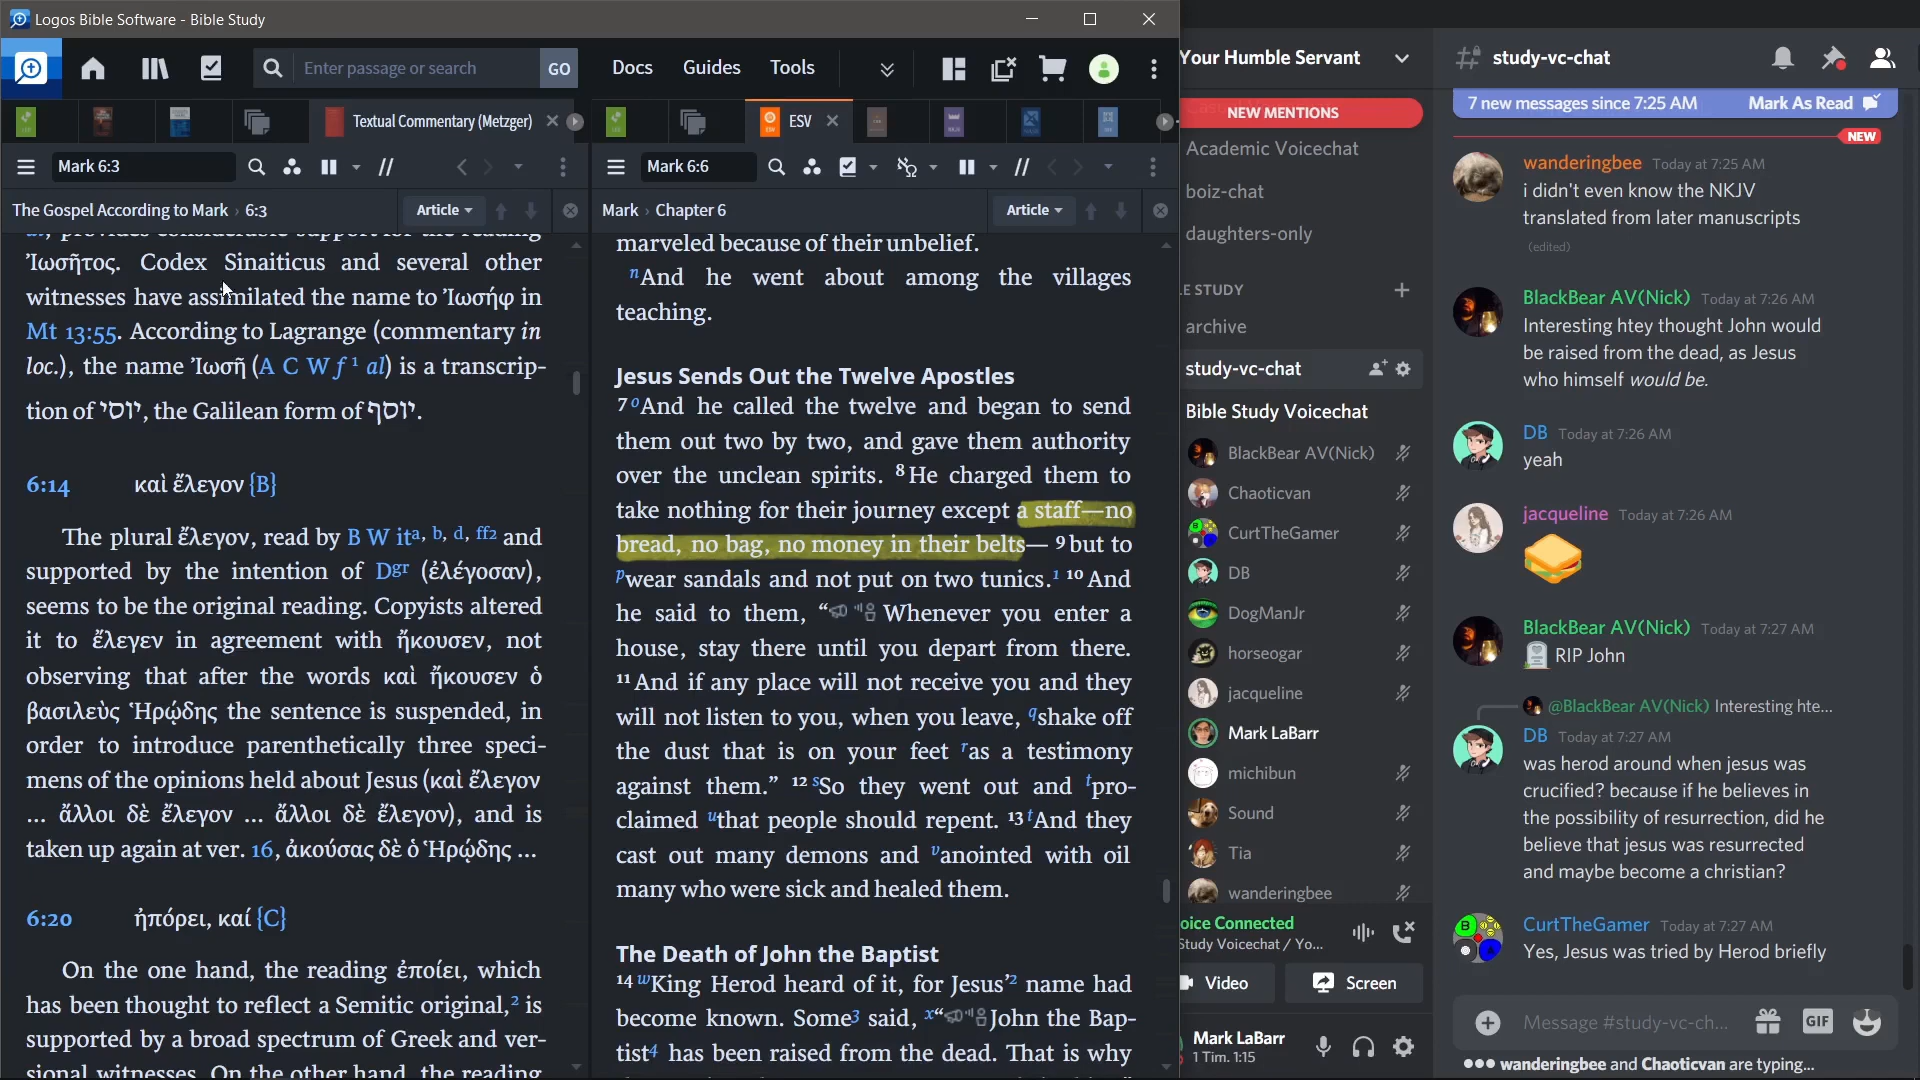 Logos Bible Software - Bible Study
Enter passage or search
GO
Docs
Guides
Tools
Textual Commentary (Metzger)
Mark 6:3
The Gospel According to Mark › 6:3
Article
Ἰωσῆτος. Codex Sinaiticus and several other
witnesses have assimilated the name to Ἰωσήφ in
Mt 13:55. According to Lagrange (commentary in
loc.), the name Ἰωσῆ (A C W f 1 al) is a transcrip-
tion of יוסי, the Galilean form of יוסף.
6:14 καὶ ἔλεγον {B}
The plural ἔλεγον, read by B W ita, b, d, ff2 and
supported by the intention of Dgr (ἐλέγοσαν),
seems to be the original reading. Copyists altered
it to ἔλεγεν in agreement with ἤκουσεν, not
observing that after the words καὶ ἤκουσεν ὁ
βασιλεὺς Ἡρῴδης the sentence is suspended, in
order to introduce parenthetically three speci-
mens of the opinions held about Jesus (καὶ ἔλεγον
... ἄλλοι δὲ ἔλεγον ... ἄλλοι δὲ ἔλεγον), and is
taken up again at ver. 16, ἀκούσας δὲ ὁ Ἡρῴδης ...
6:20 ἠπόρει, καί {C}
On the one hand, the reading ἐποίει, which
has been thought to reflect a Semitic original,2 is
supported by a broad spectrum of Greek and ver-
sional witnesses. On the other hand, the reading
ESV
Mark 6:6
Mark › Chapter 6
Article
marveled because of their unbelief.
nAnd he went about among the villages
teaching.
Jesus Sends Out the Twelve Apostles
7 oAnd he called the twelve and began to send
them out two by two, and gave them authority
over the unclean spirits. 8 He charged them to
take nothing for their journey except a staff—no
bread, no bag, no money in their belts— 9 but to
pwear sandals and not put on two tunics.1 10 And
he said to them, “Whenever you enter a
house, stay there until you depart from there.
11 And if any place will not receive you and they
will not listen to you, when you leave, qshake off
the dust that is on your feet ras a testimony
against them.” 12 sSo they went out and tpro-
claimed uthat people should repent. 13 tAnd they
cast out many demons and vanointed with oil
many who were sick and healed them.
The Death of John the Baptist
14 wKing Herod heard of it, for Jesus’2 name had
become known. Some3 said, x“John the Bap-
tist4 has been raised from the dead. That is why
Your Humble Servant
NEW MENTIONS
Academic Voicechat
boiz-chat
daughters-only
LE STUDY
archive
study-vc-chat
Bible Study Voicechat
BlackBear AV(Nick)
Chaoticvan
CurtTheGamer
DB
DogManJr
horseogar
jacqueline
Mark LaBarr
michibun
Sound
Tia
wanderingbee
oice Connected
Study Voicechat / Yo...
Video
Screen
Mark LaBarr
1 Tim. 1:15
study-vc-chat
7 new messages since 7:25 AM Mark As Read
NEW
wanderingbee Today at 7:25 AM
i didn't even know the NKJV
translated from later manuscripts
(edited)
BlackBear AV(Nick) Today at 7:26 AM
Interesting htey thought John would
be raised from the dead, as Jesus
who himself would be.
DB Today at 7:26 AM
yeah
jacqueline Today at 7:26 AM
BlackBear AV(Nick) Today at 7:27 AM
RIP John
@BlackBear AV(Nick) Interesting hte...
DB Today at 7:27 AM
was herod around when jesus was
crucified? because if he believes in
the possibility of resurrection, did he
believe that jesus was resurrected
and maybe become a christian?
CurtTheGamer Today at 7:27 AM
Yes, Jesus was tried by Herod briefly
Message #study-vc-ch...
GIF
wanderingbee and Chaoticvan are typing...